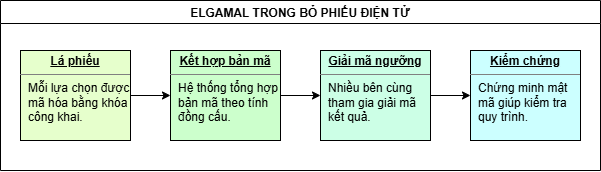 ELGAMAL TRONG BỎ PHIẾU ĐIỆN TỬ
Lá phiếu
Mỗi lựa chọn được
mã hóa bằng khóa
công khai.
Kết hợp bản mã
Hệ thống tổng hợp
bản mã theo tính
đồng cấu.
Giải mã ngưỡng
Nhiều bên cùng
tham gia giải mã
kết quả.
Kiểm chứng
Chứng minh mật
mã giúp kiểm tra
quy trình.